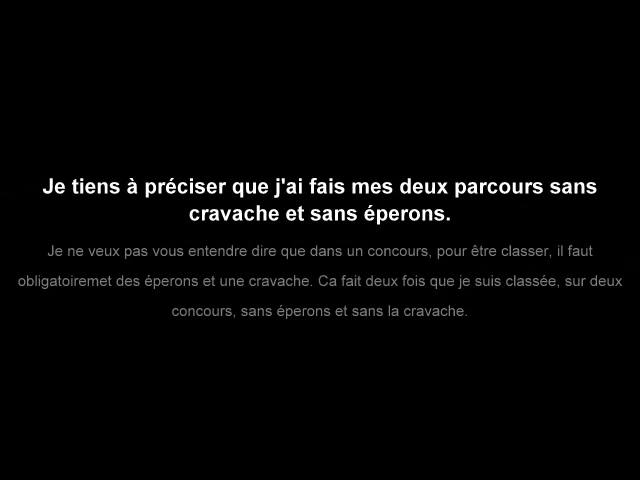 Je tiens à préciser que j'ai fais mes deux parcours sans
cravache et sans éperons.
Je ne veux pas vous entendre dire que dans un concours, pour être classer, il faut
obligatoiremet des éperons et une cravache. Ca fait deux fois que je suis classée, sur deux
concours, sans éperons et sans la cravache.